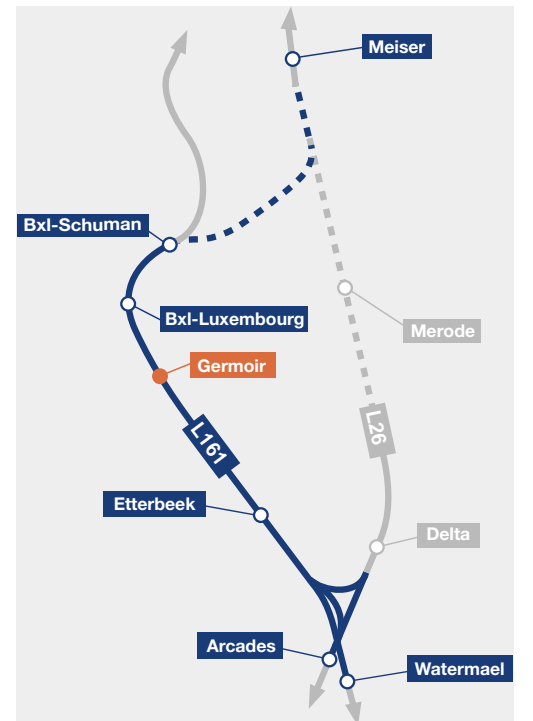 Meiser
Bxl-Schuman
Bxl-Luxembourg
Merode
Germoir
L161
L26
Etterbeek
Delta
Arcades
Watermael